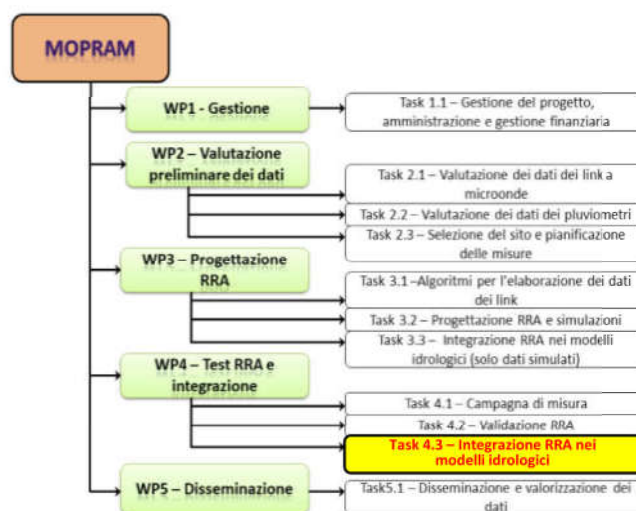 MOPRAM
WP1 - Gestione
Task 1.1 – Gestione del progetto,
amministrazione e gestione finanziaria
WP2 – Valutazione
preliminare dei dati
Task 2.1 – Valutazione dei dati dei link a
microonde
Task 2.2 – Valutazione dei dati dei pluviometri
Task 2.3 – Selezione del sito e pianificazione
delle misure
WP3 – Progettazione
RRA
Task 3.1 –Algoritmi per l'elaborazione dei dati
dei link
Task 3.2 – Progettazione RRA e simulazioni
Task 3.3 – Integrazione RRA nei modelli
idrologici (solo dati simulati)
WP4 – Test RRA e
integrazione
Task 4.1 – Campagna di misura
Task 4.2 – Validazione RRA
Task 4.3 – Integrazione RRA nei
modelli idrologici
WP5 – Disseminazione
Task5.1 – Disseminazione e valorizzazione dei
dati